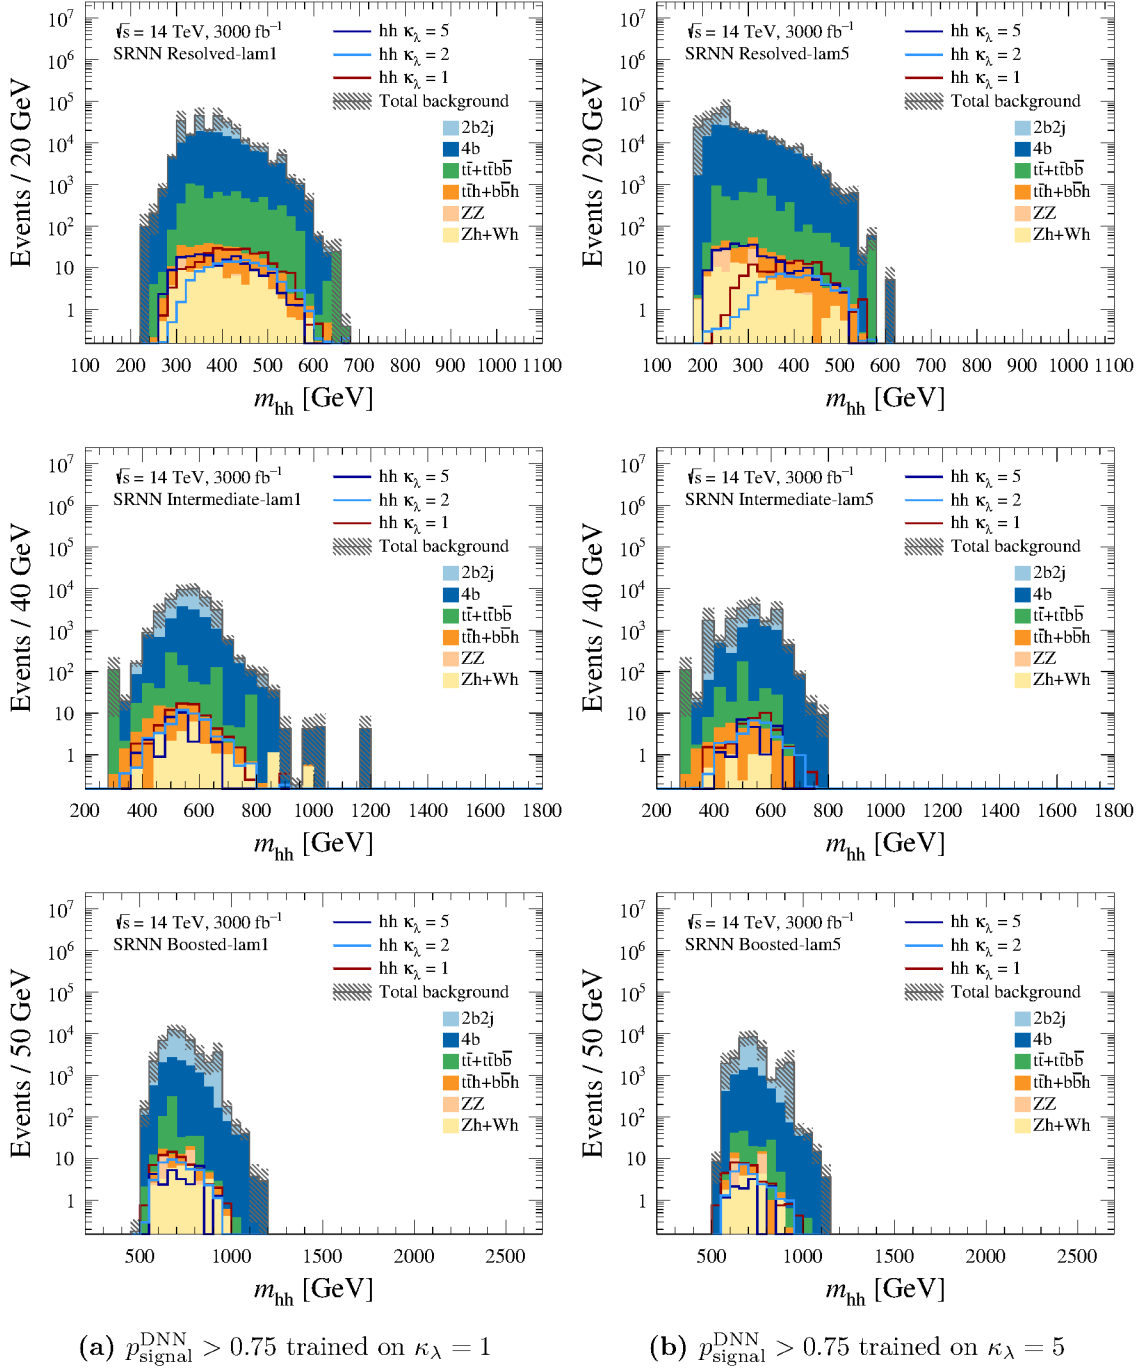 10⁷
10⁶
10⁵
10⁴
10³
10²
10
1
Events / 20 GeV
√s = 14 TeV, 3000 fb⁻¹
SRNN Resolved-lam1
hh κλ = 5
hh κλ = 2
hh κλ = 1
Total background
2b2j
4b
tt̄+tt̄bb̄
tt̄h+bb̄h
ZZ
Zh+Wh
100 200 300 400 500 600 700 800 900 1000 1100
m_hh [GeV]
10⁷
10⁶
10⁵
10⁴
10³
10²
10
1
Events / 20 GeV
√s = 14 TeV, 3000 fb⁻¹
SRNN Resolved-lam5
hh κλ = 5
hh κλ = 2
hh κλ = 1
Total background
2b2j
4b
tt̄+tt̄bb̄
tt̄h+bb̄h
ZZ
Zh+Wh
100 200 300 400 500 600 700 800 900 1000 1100
m_hh [GeV]
10⁷
10⁶
10⁵
10⁴
10³
10²
10
1
Events / 40 GeV
√s = 14 TeV, 3000 fb⁻¹
SRNN Intermediate-lam1
hh κλ = 5
hh κλ = 2
hh κλ = 1
Total background
2b2j
4b
tt̄+tt̄bb̄
tt̄h+bb̄h
ZZ
Zh+Wh
200 400 600 800 1000 1200 1400 1600 1800
m_hh [GeV]
10⁷
10⁶
10⁵
10⁴
10³
10²
10
1
Events / 40 GeV
√s = 14 TeV, 3000 fb⁻¹
SRNN Intermediate-lam5
hh κλ = 5
hh κλ = 2
hh κλ = 1
Total background
2b2j
4b
tt̄+tt̄bb̄
tt̄h+bb̄h
ZZ
Zh+Wh
200 400 600 800 1000 1200 1400 1600 1800
m_hh [GeV]
10⁷
10⁶
10⁵
10⁴
10³
10²
10
1
Events / 50 GeV
√s = 14 TeV, 3000 fb⁻¹
SRNN Boosted-lam1
hh κλ = 5
hh κλ = 2
hh κλ = 1
Total background
2b2j
4b
tt̄+tt̄bb̄
tt̄h+bb̄h
ZZ
Zh+Wh
500 1000 1500 2000 2500
m_hh [GeV]
10⁷
10⁶
10⁵
10⁴
10³
10²
10
1
Events / 50 GeV
√s = 14 TeV, 3000 fb⁻¹
SRNN Boosted-lam5
hh κλ = 5
hh κλ = 2
hh κλ = 1
Total background
2b2j
4b
tt̄+tt̄bb̄
tt̄h+bb̄h
ZZ
Zh+Wh
500 1000 1500 2000 2500
m_hh [GeV]
(a) p_signal^DNN > 0.75 trained on κλ = 1
(b) p_signal^DNN > 0.75 trained on κλ = 5